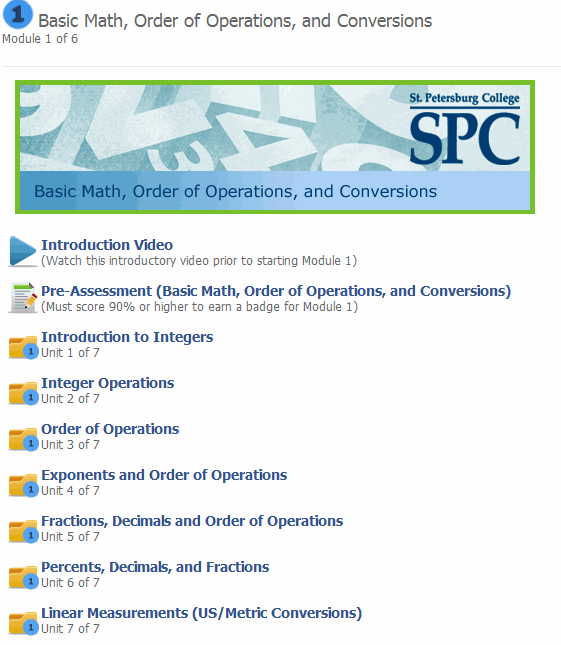 1 Basic Math, Order of Operations, and Conversions
Module 1 of 6
St. Petersburg College
SPC
Basic Math, Order of Operations, and Conversions
Introduction Video
(Watch this introductory video prior to starting Module 1)
Pre-Assessment (Basic Math, Order of Operations, and Conversions)
(Must score 90% or higher to earn a badge for Module 1)
Introduction to Integers
1 Unit 1 of 7
Integer Operations
1 Unit 2 of 7
Order of Operations
1 Unit 3 of 7
Exponents and Order of Operations
1 Unit 4 of 7
Fractions, Decimals and Order of Operations
1 Unit 5 of 7
Percents, Decimals, and Fractions
1 Unit 6 of 7
Linear Measurements (US/Metric Conversions)
1 Unit 7 of 7